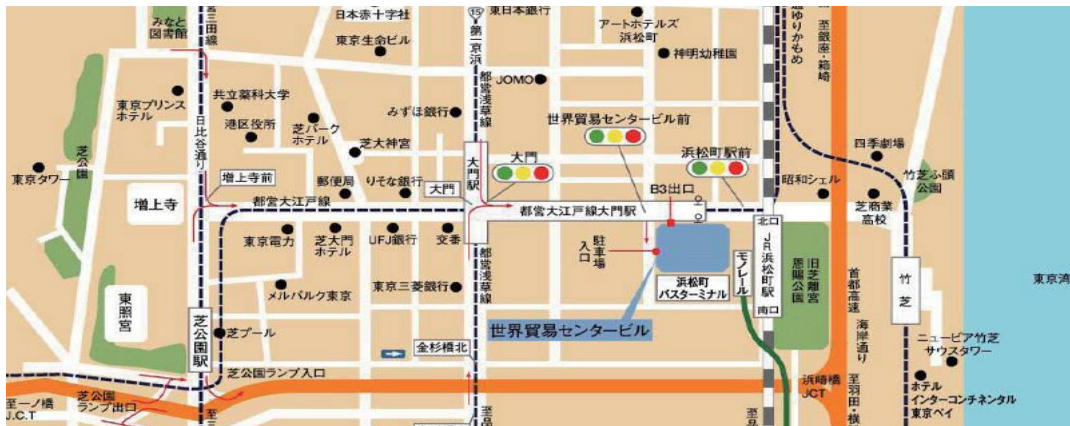 みなと
図書館
宮三田線
日本赤十字社
東京生命ビル
15
第一京浜
東日本銀行
アートホテルズ
浜松町
神明幼稚園
ゆりかもめ
至銀座・箱崎
JOMO
都営浅草線
東京プリンス
ホテル
共立薬科大学
港区役所
日比谷通り
芝パーク
ホテル
みずほ銀行
芝大神宮
世界貿易センタービル前
大門
浜松町駅前
四季劇場
東京タワー
芝公園
増上寺前
郵便局
りそな銀行
大門
大門駅
B3出口
昭和シェル
竹芝ふ頭
公園
芝商業
高校
増上寺
都営大江戸線
都営大江戸線大門駅
東京電力
芝大門
ホテル
UFJ銀行
交番
駐車場
入口
北口
JR浜松町駅
南口
モノレール
旧芝離宮
恩賜公園
首都高速
竹芝
東京湾
メルパルク東京
東京三菱銀行
都営浅草線
浜松町
バスターミナル
東照宮
芝公園駅
芝プール
世界貿易センタービル
海岸通り
ニューピア竹芝
サウスタワー
金杉橋北
芝公園ランプ入口
浜崎橋
JCT
至羽田・横
ホテル
インターコンチネンタル
東京ベイ
至一ノ橋
J.C.T
芝公園
ランプ出口
至三
至品
至品